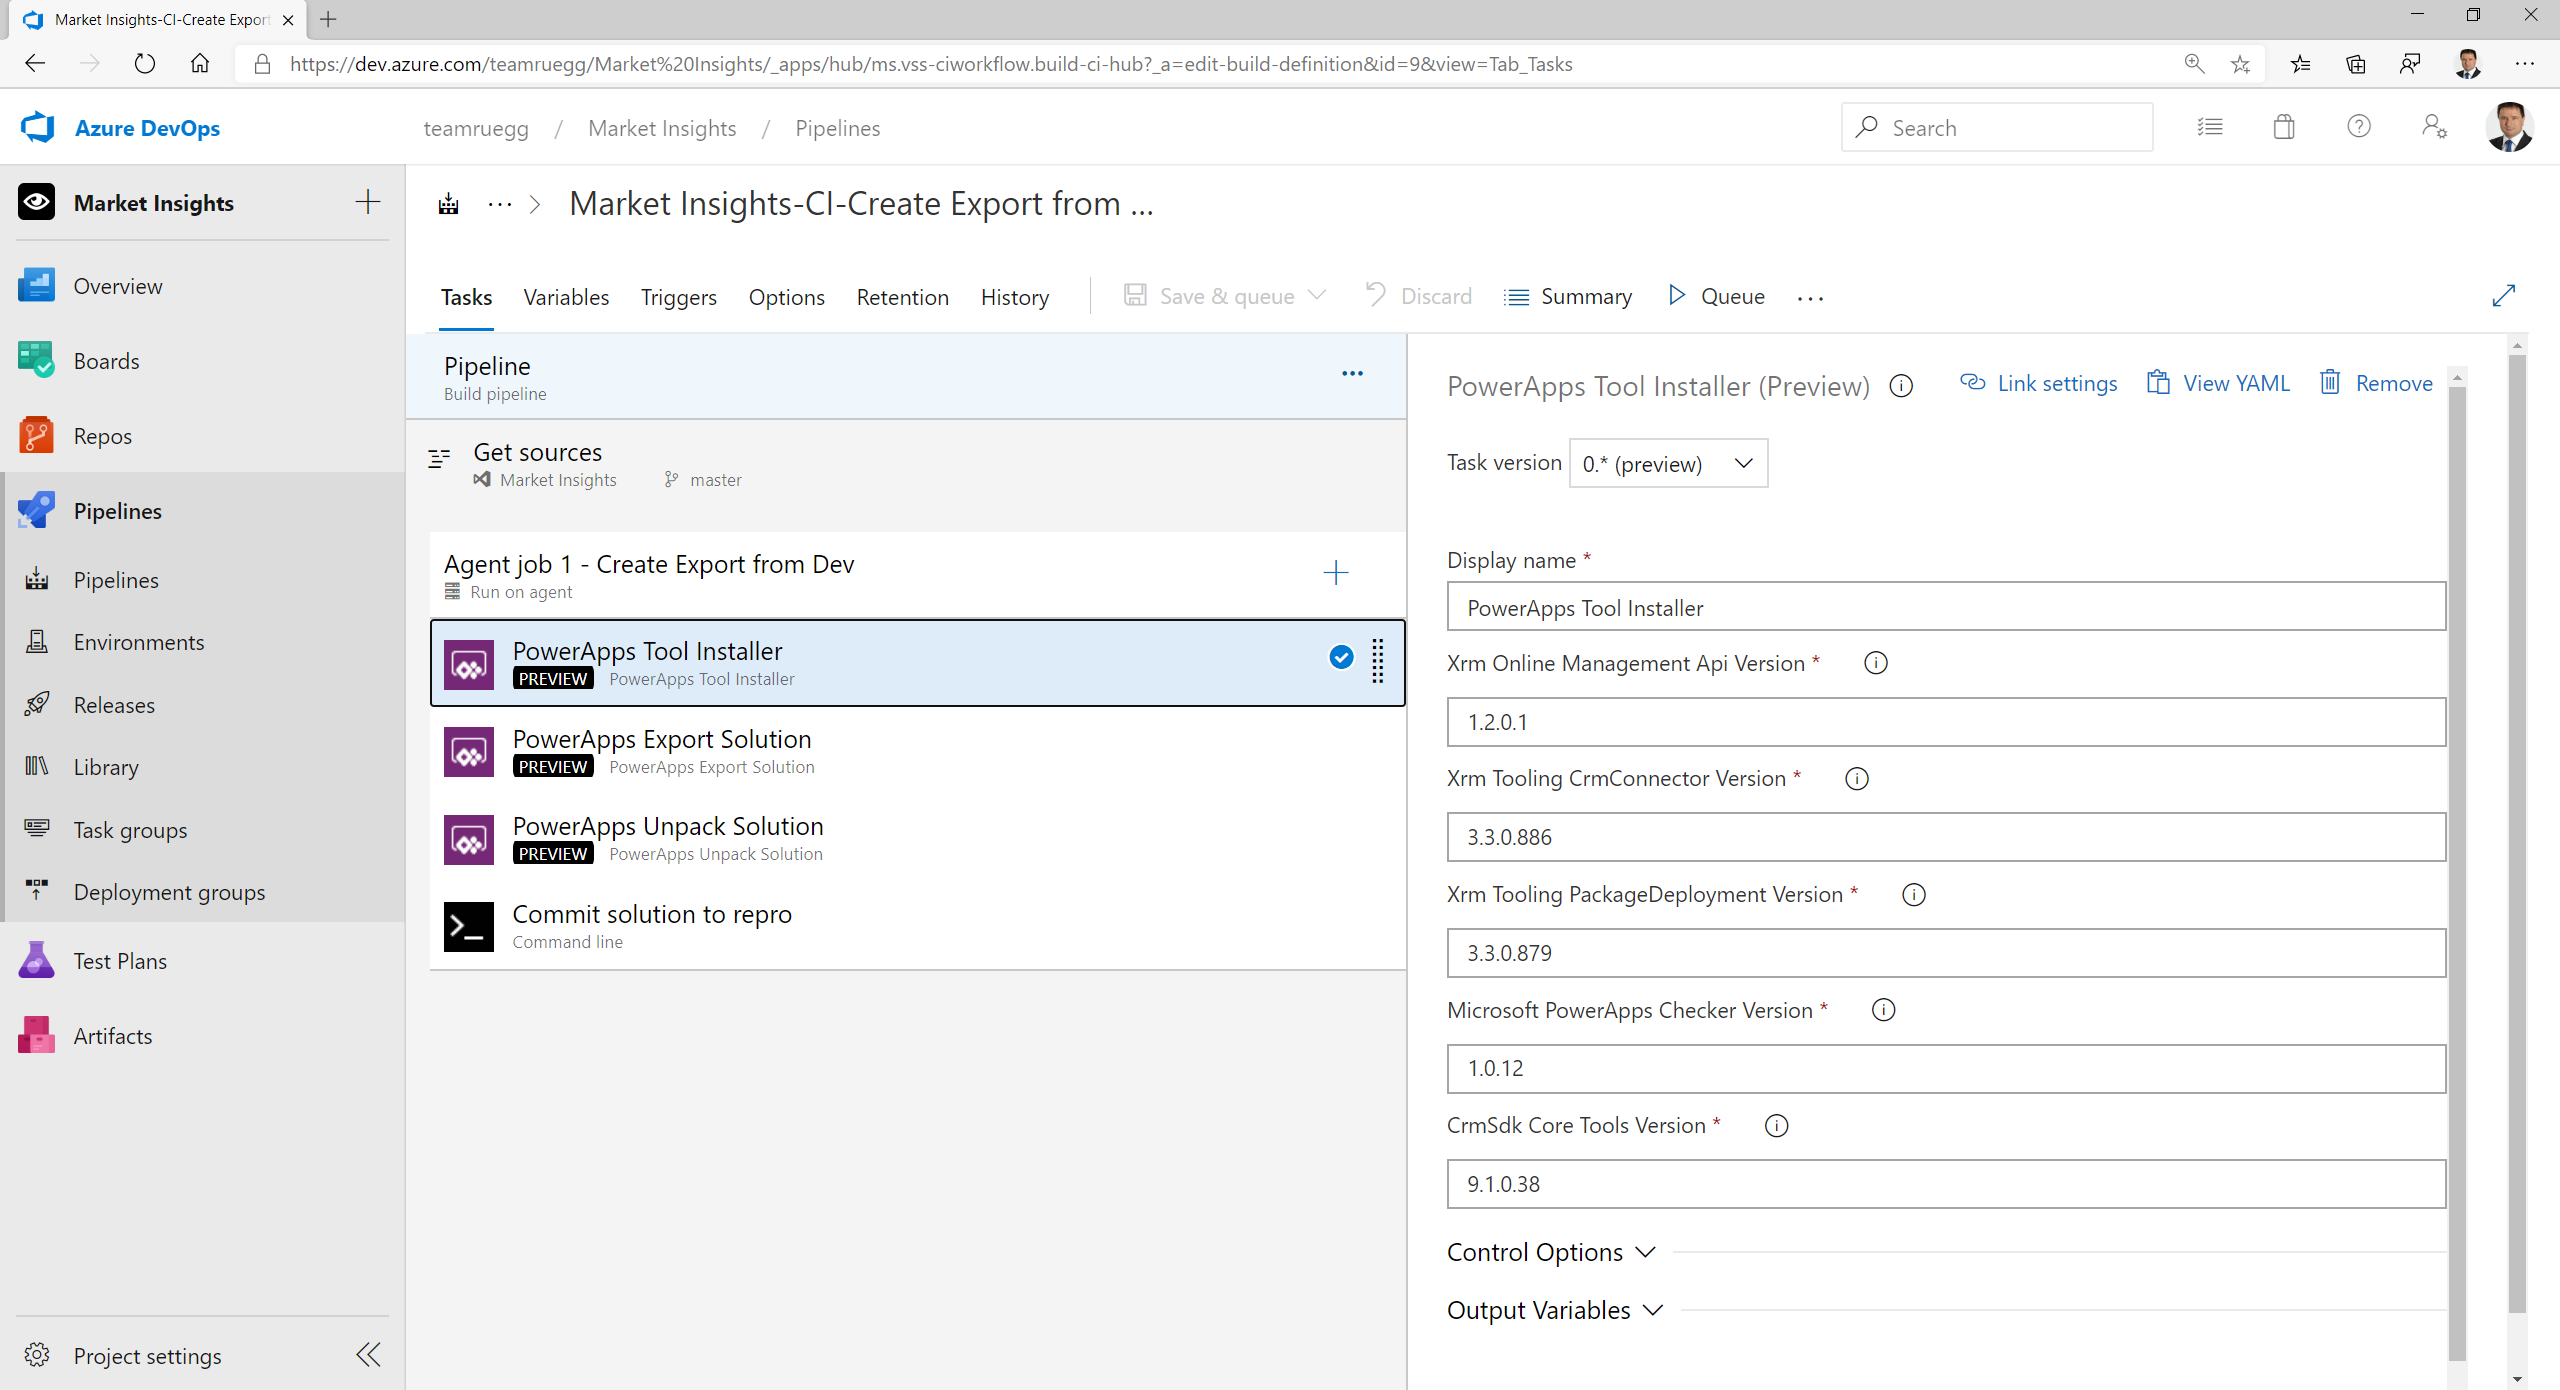 Market Insights-CI-Create Export
https://dev.azure.com/teamruegg/Market%20Insights/_apps/hub/ms.vss-ciworkflow.build-ci-hub?_a=edit-build-definition&id=9&view=Tab_Tasks
Azure DevOps
teamruegg / Market Insights / Pipelines
Search
Market Insights
Overview
Boards
Repos
Pipelines
Pipelines
Environments
Releases
Library
Task groups
Deployment groups
Test Plans
Artifacts
Project settings
... > Market Insights-CI-Create Export from ...
Tasks Variables Triggers Options Retention History Save & queue Discard Summary Queue ...
Pipeline
Build pipeline
Get sources
Market Insights master
Agent job 1 - Create Export from Dev
Run on agent
PowerApps Tool Installer
PREVIEW PowerApps Tool Installer
PowerApps Export Solution
PREVIEW PowerApps Export Solution
PowerApps Unpack Solution
PREVIEW PowerApps Unpack Solution
Commit solution to repro
Command line
PowerApps Tool Installer (Preview) Link settings View YAML Remove
Task version 0.* (preview)
Display name *
PowerApps Tool Installer
Xrm Online Management Api Version *
1.2.0.1
Xrm Tooling CrmConnector Version *
3.3.0.886
Xrm Tooling PackageDeployment Version *
3.3.0.879
Microsoft PowerApps Checker Version *
1.0.12
CrmSdk Core Tools Version *
9.1.0.38
Control Options
Output Variables